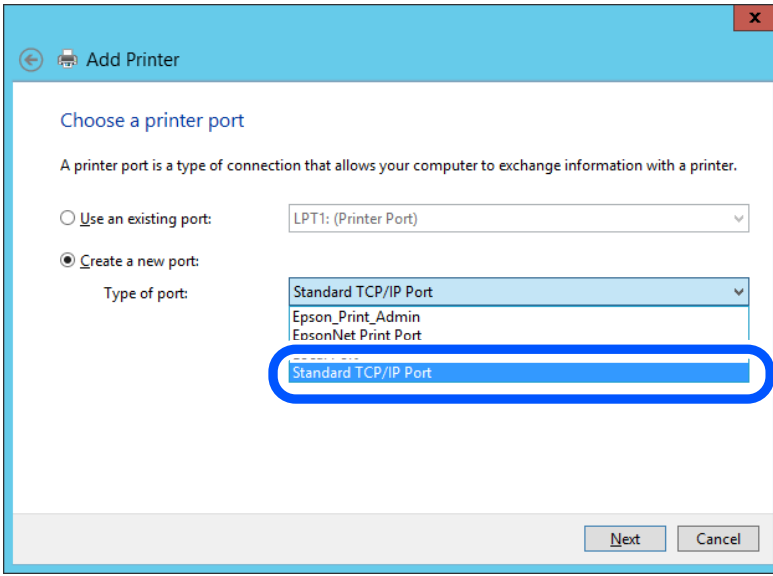 x
Add Printer
Choose a printer port
A printer port is a type of connection that allows your computer to exchange information with a printer.
Use an existing port: LPT1: (Printer Port)
Create a new port:
Type of port: Standard TCP/IP Port
Epson_Print_Admin
EpsonNet Print Port
Standard TCP/IP Port
Next Cancel